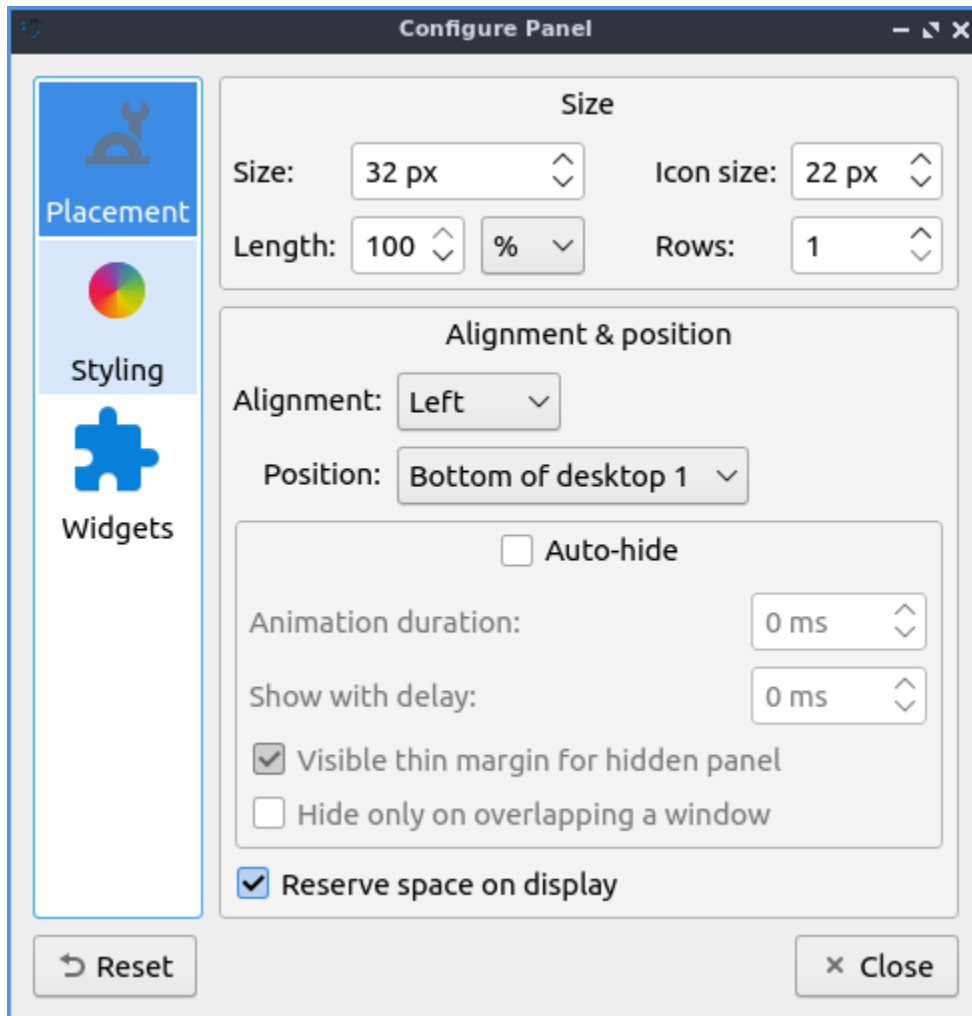 Configure Panel
Placement
Styling
Widgets
Size
Size: 32 px Icon size: 22 px
Length: 100 % Rows: 1
Alignment & position
Alignment: Left
Position: Bottom of desktop 1
Auto-hide
Animation duration: 0 ms
Show with delay: 0 ms
Visible thin margin for hidden panel
Hide only on overlapping a window
Reserve space on display
Reset
Close